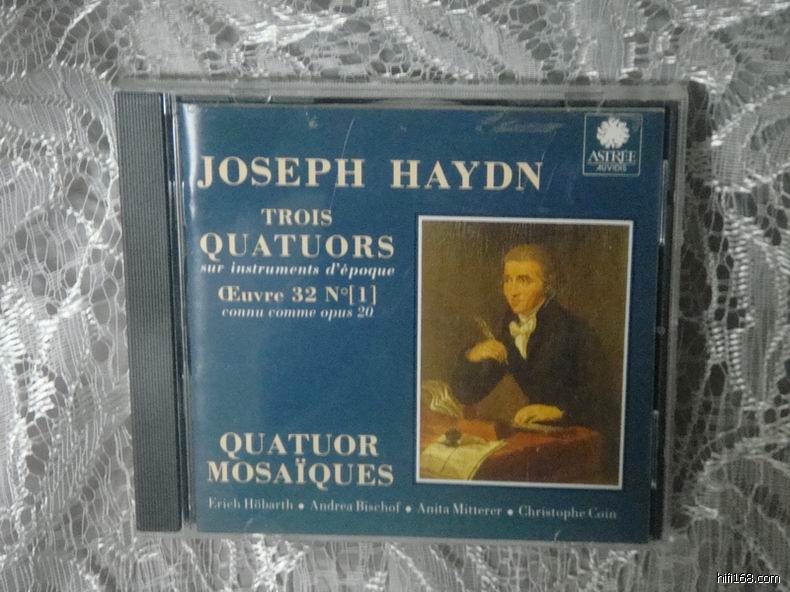 ASTRÉE
AUVIDIS
JOSEPH HAYDN
TROIS
QUATUORS
sur instruments d'époque
Œuvre 32 N°[1]
connu comme opus 20
QUATUOR
MOSAÏQUES
Erich Höbarth • Andrea Bischof • Anita Mitterer • Christophe Coin
hifi168.com